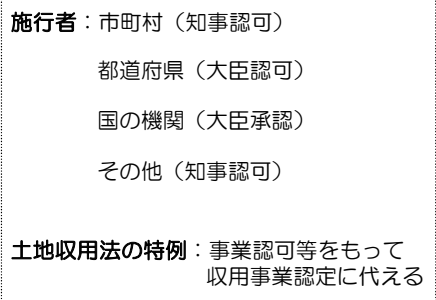 施行者：市町村（知事認可）
都道府県（大臣認可）
国の機関（大臣承認）
その他（知事認可）
土地収用法の特例：事業認可等をもって
収用事業認定に代える